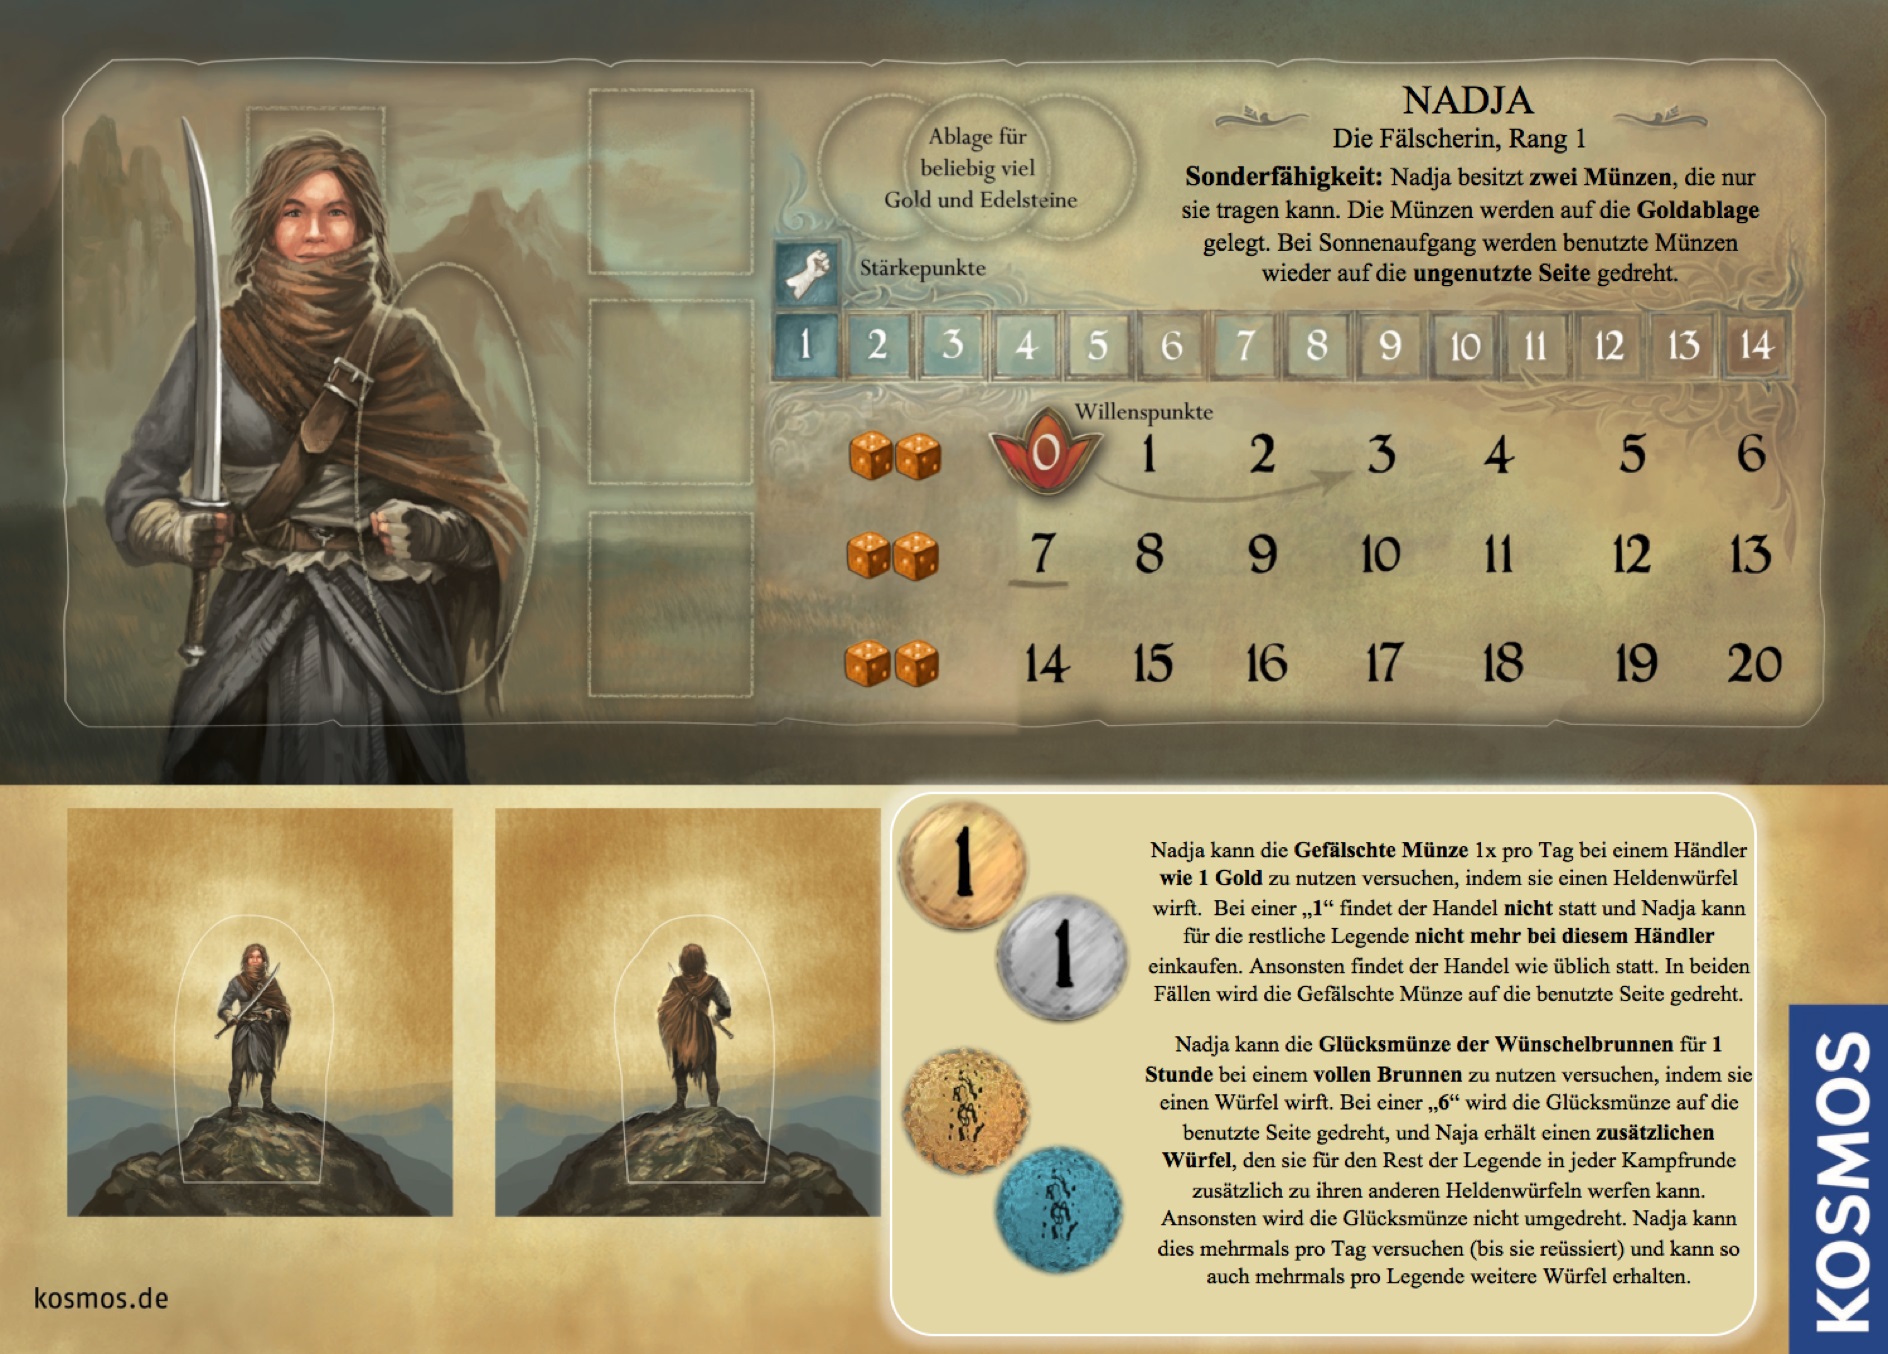 NADJA
Die Fälscherin, Rang 1
Sonderfähigkeit: Nadja besitzt zwei Münzen, die nur
sie tragen kann. Die Münzen werden auf die Goldablage
gelegt. Bei Sonnenaufgang werden benutzte Münzen
wieder auf die ungenutzte Seite gedreht.
Ablage für
beliebig viel
Gold und Edelsteine
Stärkepunkte
1 2 3 4 5 6 7 8 9 10 11 12 13 14
Willenspunkte
0 1 2 3 4 5 6
7 8 9 10 11 12 13
14 15 16 17 18 19 20
1
1
Nadja kann die Gefälschte Münze 1x pro Tag bei einem Händler
wie 1 Gold zu nutzen versuchen, indem sie einen Heldenwürfel
wirft. Bei einer „1“ findet der Handel nicht statt und Nadja kann
für die restliche Legende nicht mehr bei diesem Händler
einkaufen. Ansonsten findet der Handel wie üblich statt. In beiden
Fällen wird die Gefälschte Münze auf die benutzte Seite gedreht.
Nadja kann die Glücksmünze der Wünschelbrunnen für 1
Stunde bei einem vollen Brunnen zu nutzen versuchen, indem sie
einen Würfel wirft. Bei einer „6“ wird die Glücksmünze auf die
benutzte Seite gedreht, und Naja erhält einen zusätzlichen
Würfel, den sie für den Rest der Legende in jeder Kampfrunde
zusätzlich zu ihren anderen Heldenwürfeln werfen kann.
Ansonsten wird die Glücksmünze nicht umgedreht. Nadja kann
dies mehrmals pro Tag versuchen (bis sie reüssiert) und kann so
auch mehrmals pro Legende weitere Würfel erhalten.
kosmos.de
KOSMOS